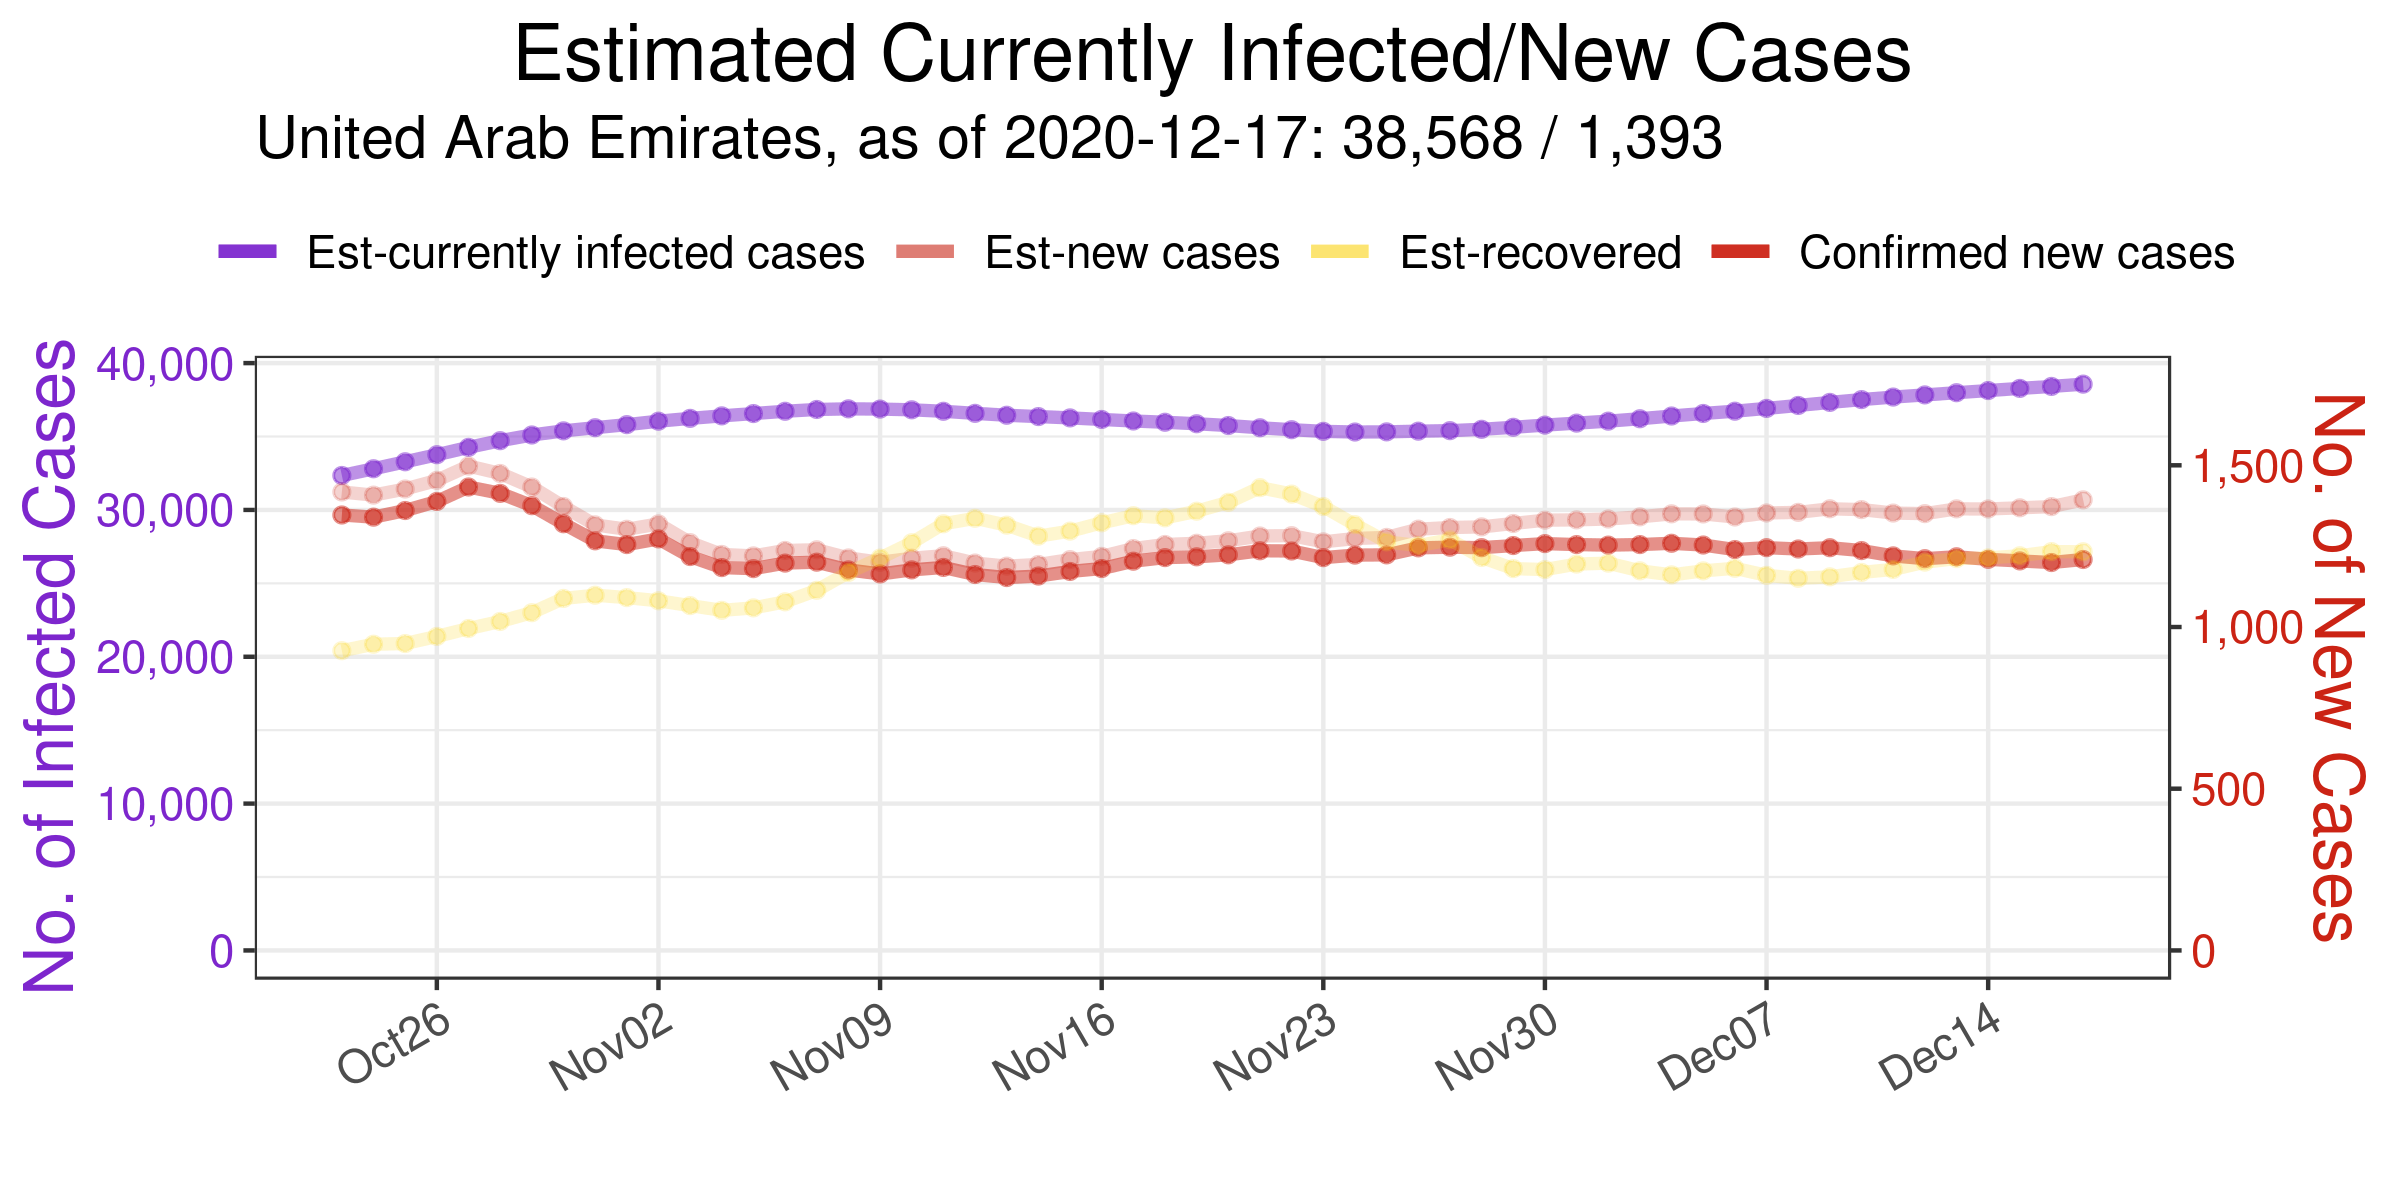 Estimated Currently Infected/New Cases
United Arab Emirates, as of 2020-12-17: 38,568 / 1,393
Est-currently infected cases Est-new cases Est-recovered Confirmed new cases
No. of Infected Cases
40,000
30,000
20,000
10,000
0
1,500
1,000
500
0
No. of New Cases
Oct26 Nov02 Nov09 Nov16 Nov23 Nov30 Dec07 Dec14